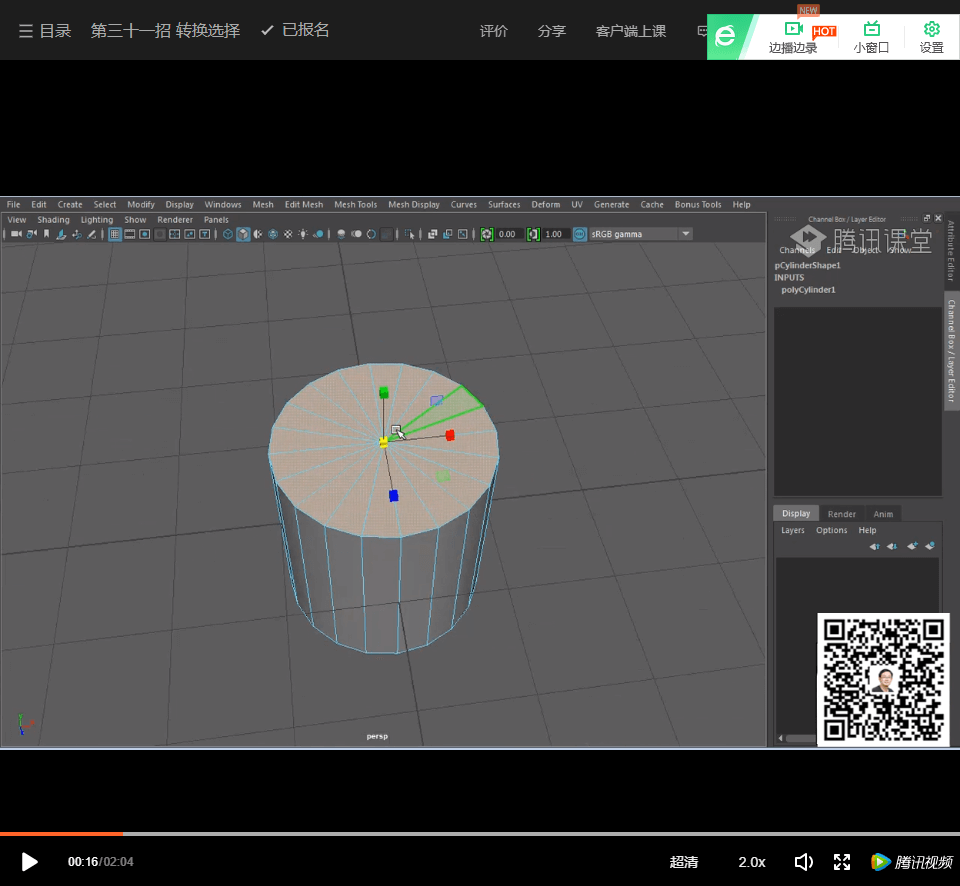 目录 第三十一招 转换选择 已报名 评价 分享 客户端上课
NEW
边播边录 HOT 小窗口 设置
File Edit Create Select Modify Display Windows Mesh Edit Mesh Mesh Tools Mesh Display Curves Surfaces Deform UV Generate Cache Bonus Tools Help
View Shading Lighting Show Renderer Panels
0.00 1.00 sRGB gamma
Channel Box / Layer Editor
腾讯课堂
Channels Edit Object Show
pCylinderShape1
INPUTS
polyCylinder1
Attribute Editor
Channel Box / Layer Editor
Display Render Anim
Layers Options Help
persp
00:16/02:04 超清 2.0x 腾讯视频